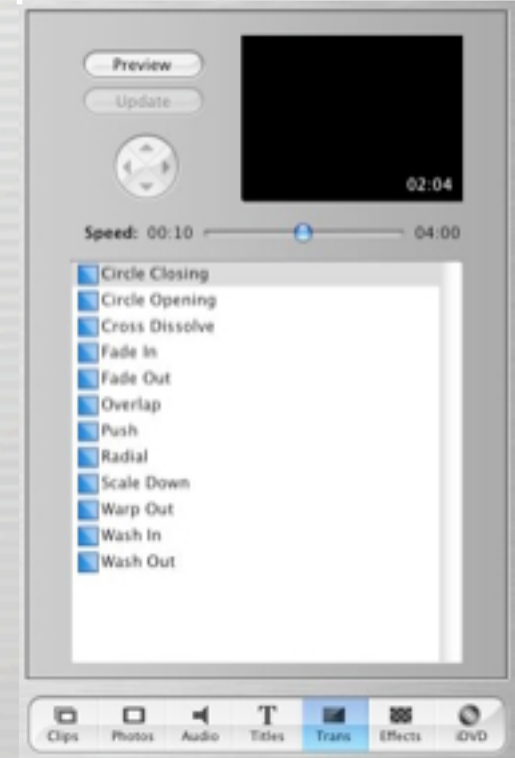 Preview
Update
02:04
Speed: 00:10 04:00
Circle Closing
Circle Opening
Cross Dissolve
Fade In
Fade Out
Overlap
Push
Radial
Scale Down
Warp Out
Wash In
Wash Out
Clips Photos Audio Titles Trans Effects iDVD